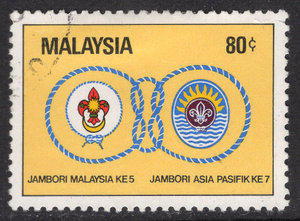 MALAYSIA 80¢
JAMBORI MALAYSIA KE 5 JAMBORI ASIA PASIFIK KE 7